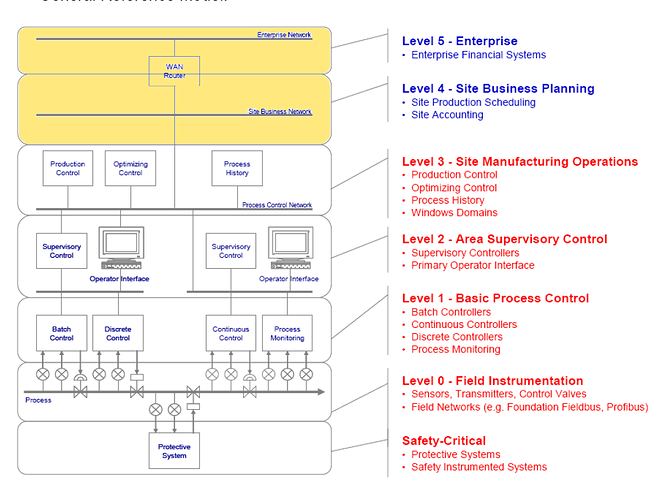 General Reference Model:
Enterprise Network
WAN
Router
Site Business Network
Production
Control
Optimizing
Control
Process
History
Process Control Network
Supervisory
Control
Operator Interface
Supervisory
Control
Operator Interface
Batch
Control
Discrete
Control
Continuous
Control
Process
Monitoring
Process
Protective
System
Level 5 - Enterprise
• Enterprise Financial Systems
Level 4 - Site Business Planning
• Site Production Scheduling
• Site Accounting
Level 3 - Site Manufacturing Operations
• Production Control
• Optimizing Control
• Process History
• Windows Domains
Level 2 - Area Supervisory Control
• Supervisory Controllers
• Primary Operator Interface
Level 1 - Basic Process Control
• Batch Controllers
• Continuous Controllers
• Discrete Controllers
• Process Monitoring
Level 0 - Field Instrumentation
• Sensors, Transmitters, Control Valves
• Field Networks (e.g. Foundation Fieldbus, Profibus)
Safety-Critical
• Protective Systems
• Safety Instrumented Systems